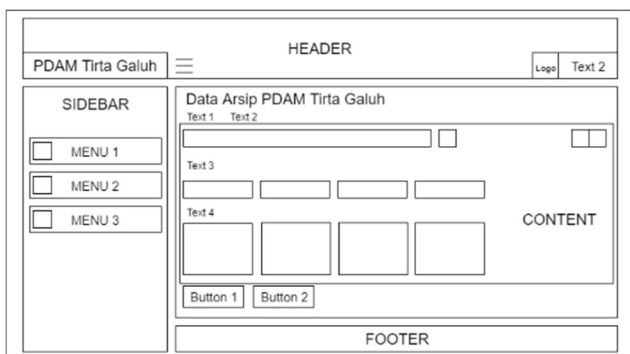 HEADER
PDAM Tirta Galuh
Logo
Text 2
SIDEBAR
MENU 1
MENU 2
MENU 3
Data Arsip PDAM Tirta Galuh
Text 1 Text 2
Text 3
Text 4
CONTENT
Button 1 Button 2
FOOTER